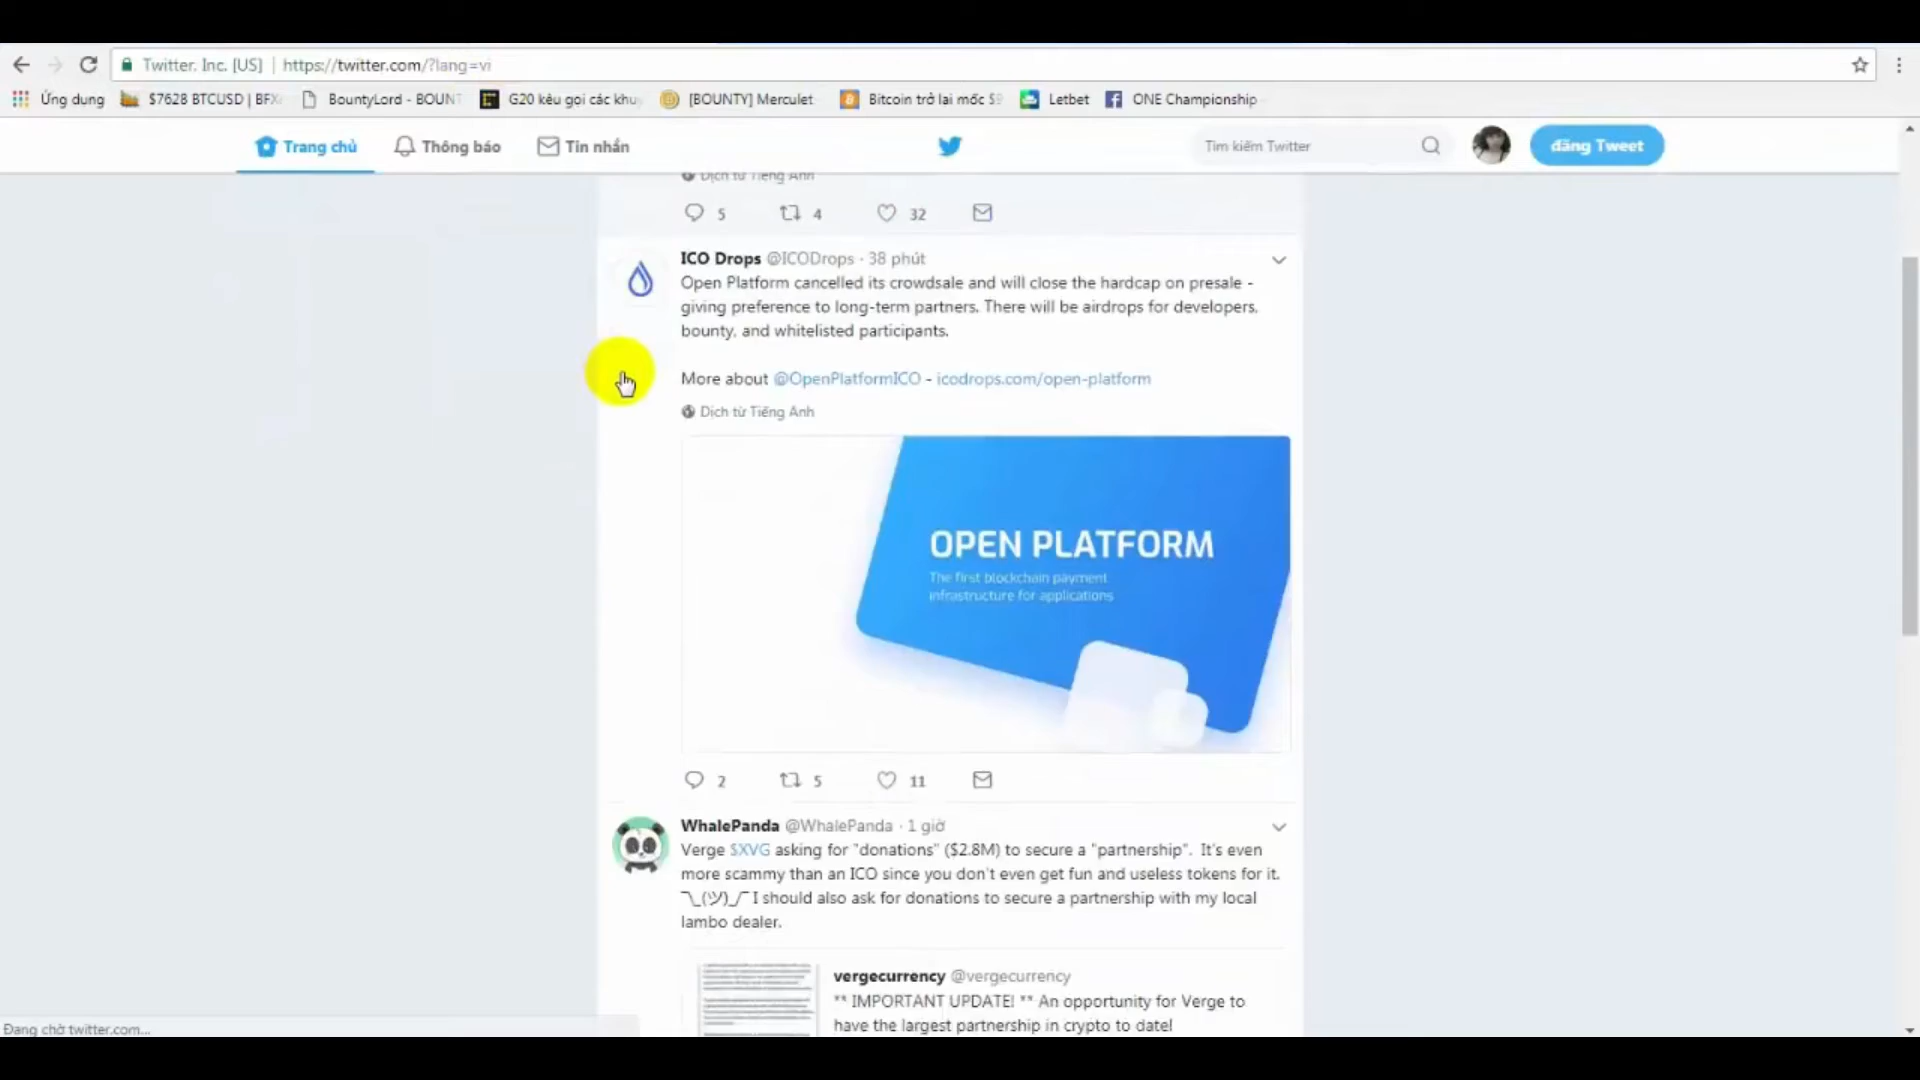 Twitter, Inc. [US] | https://twitter.com/?lang=vi
Ứng dụng $7628 BTCUSD | BFX BountyLord - BOUNT G20 kêu gọi các khu [BOUNTY] Merculet Bitcoin trở lại mốc $9 Letbet ONE Championship
Trang chủ Thông báo Tin nhắn Tìm kiếm Twitter đăng Tweet
Dịch từ Tiếng Anh
5 4 32
ICO Drops @ICODrops · 38 phút
Open Platform cancelled its crowdsale and will close the hardcap on presale -
giving preference to long-term partners. There will be airdrops for developers,
bounty, and whitelisted participants.
More about @OpenPlatformICO - icodrops.com/open-platform
Dịch từ Tiếng Anh
OPEN PLATFORM
The first blockchain payment
infrastructure for applications
2 5 11
WhalePanda @WhalePanda · 1 giờ
Verge $XVG asking for "donations" ($2.8M) to secure a "partnership". It's even
more scammy than an ICO since you don't even get fun and useless tokens for it.
¯\_(ツ)_/¯ I should also ask for donations to secure a partnership with my local
lambo dealer.
vergecurrency @vergecurrency
** IMPORTANT UPDATE! ** An opportunity for Verge to
have the largest partnership in crypto to date!
Đang chờ twitter.com...